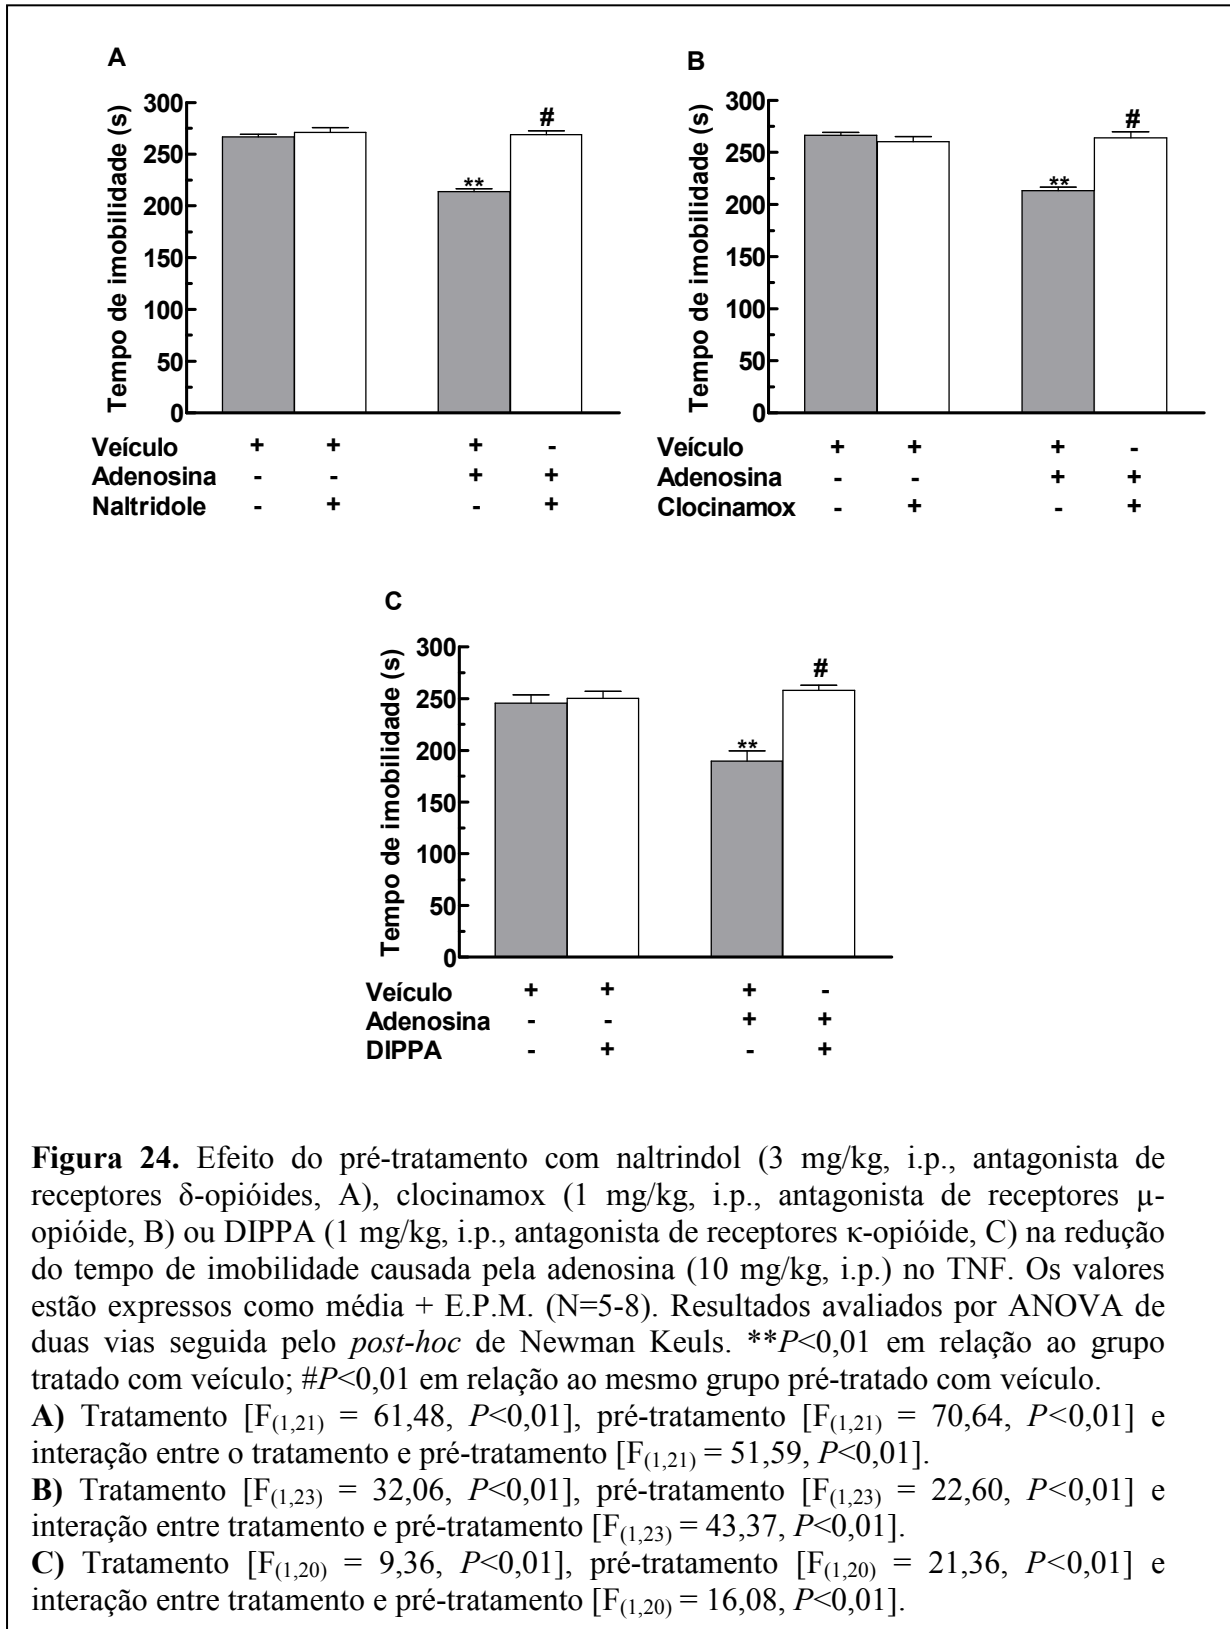 A
Tempo de imobilidade (s)
300
250
200
150
100
50
0
**
#
Veículo + + + -
Adenosina - - + +
Naltridole - + - +
B
Tempo de imobilidade (s)
300
250
200
150
100
50
0
**
#
Veículo + + + -
Adenosina - - + +
Clocinamox - + - +
C
Tempo de imobilidade (s)
300
250
200
150
100
50
0
**
#
Veículo + + + -
Adenosina - - + +
DIPPA - + - +
Figura 24. Efeito do pré-tratamento com naltrindol (3 mg/kg, i.p., antagonista de
receptores δ-opióides, A), clocinamox (1 mg/kg, i.p., antagonista de receptores µ-
opióide, B) ou DIPPA (1 mg/kg, i.p., antagonista de receptores κ-opióide, C) na redução
do tempo de imobilidade causada pela adenosina (10 mg/kg, i.p.) no TNF. Os valores
estão expressos como média + E.P.M. (N=5-8). Resultados avaliados por ANOVA de
duas vias seguida pelo post-hoc de Newman Keuls. **P<0,01 em relação ao grupo
tratado com veículo; #P<0,01 em relação ao mesmo grupo pré-tratado com veículo.
A) Tratamento [F(1,21) = 61,48, P<0,01], pré-tratamento [F(1,21) = 70,64, P<0,01] e
interação entre o tratamento e pré-tratamento [F(1,21) = 51,59, P<0,01].
B) Tratamento [F(1,23) = 32,06, P<0,01], pré-tratamento [F(1,23) = 22,60, P<0,01] e
interação entre tratamento e pré-tratamento [F(1,23) = 43,37, P<0,01].
C) Tratamento [F(1,20) = 9,36, P<0,01], pré-tratamento [F(1,20) = 21,36, P<0,01] e
interação entre tratamento e pré-tratamento [F(1,20) = 16,08, P<0,01].